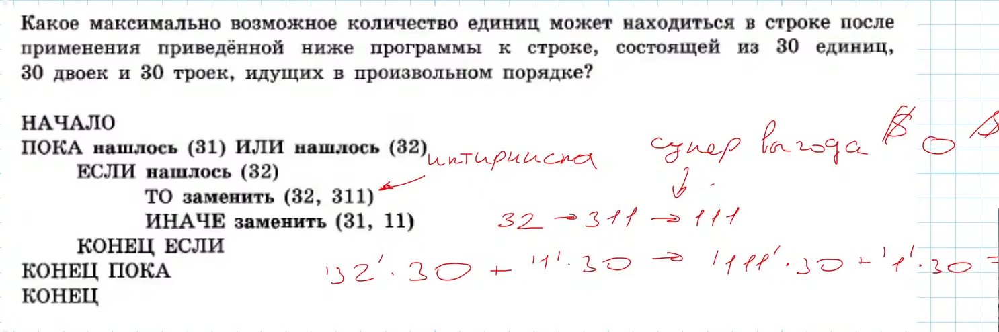 Какое максимально возможное количество единиц может находиться в строке после
применения приведённой ниже программы к строке, состоящей из 30 единиц,
30 двоек и 30 троек, идущих в произвольном порядке?
НАЧАЛО
ПОКА нашлось (31) ИЛИ нашлось (32)
иктирииска
супер выгода
ЕСЛИ нашлось (32)
ТО заменить (32, 311)
ИНАЧЕ заменить (31, 11)
32 → 311 → 111
КОНЕЦ ЕСЛИ
'32' · 30 + '1' · 30 → '111' · 30 + '1' · 30 =
КОНЕЦ ПОКА
КОНЕЦ